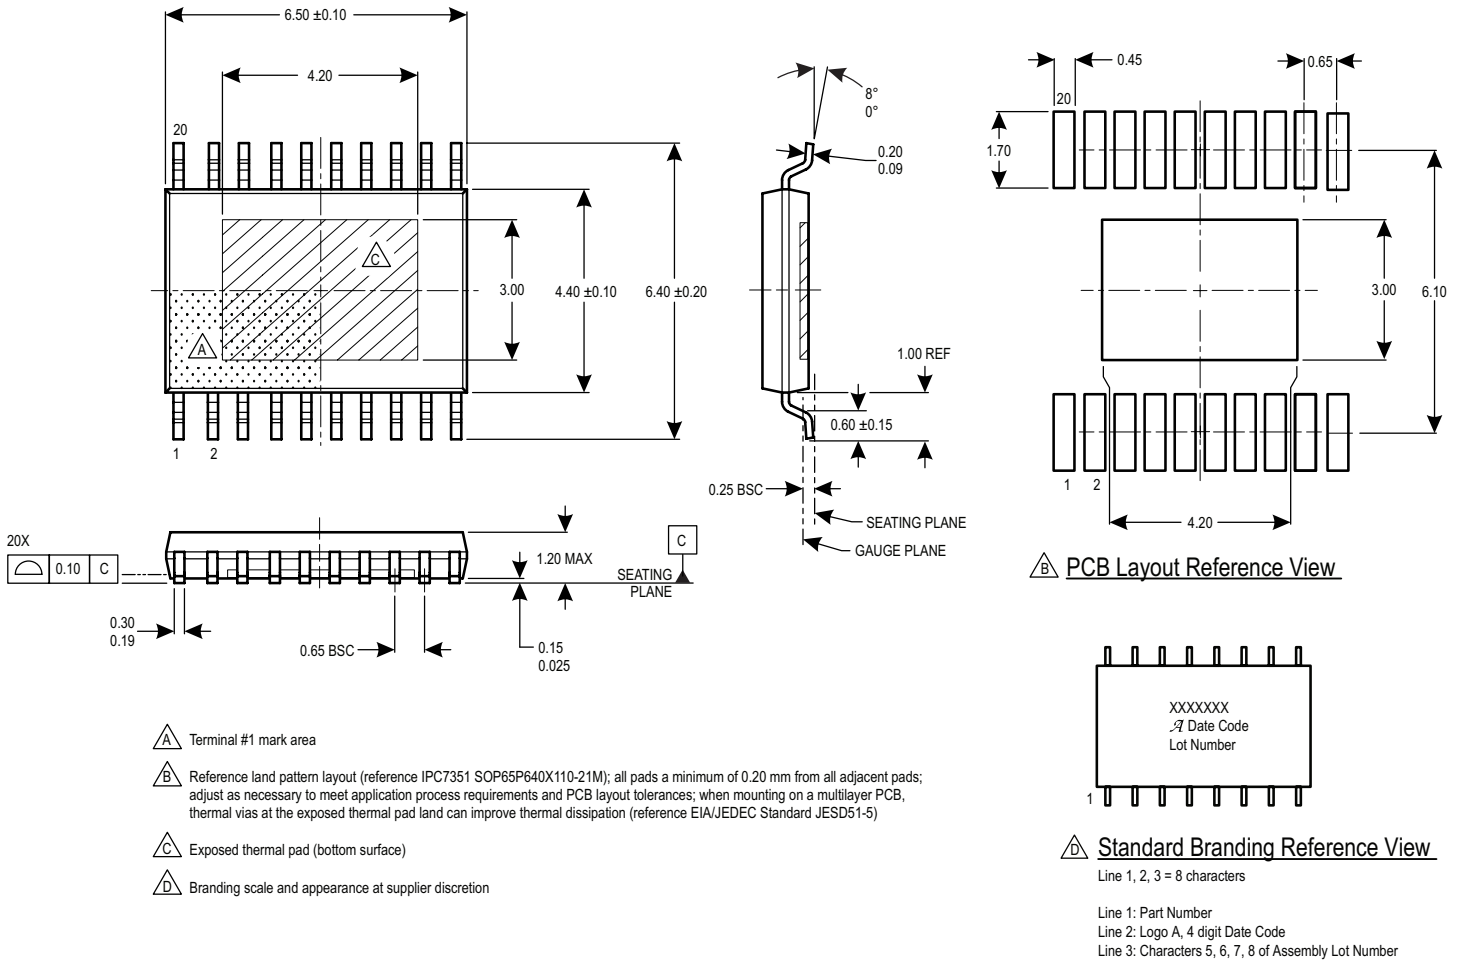 6.50 ±0.10
4.20
20
C
A
3.00
4.40 ±0.10
6.40 ±0.20
1
2
8°
0°
0.20
0.09
1.00 REF
0.60 ±0.15
0.25 BSC
SEATING PLANE
GAUGE PLANE
0.45
0.65
20
1.70
3.00
6.10
1
2
4.20
B PCB Layout Reference View
20X
0.10
C
1.20 MAX
C
SEATING
PLANE
0.30
0.19
0.65 BSC
0.15
0.025
XXXXXXX
A Date Code
Lot Number
1
D Standard Branding Reference View
Line 1, 2, 3 = 8 characters
Line 1: Part Number
Line 2: Logo A, 4 digit Date Code
Line 3: Characters 5, 6, 7, 8 of Assembly Lot Number
A Terminal #1 mark area
B Reference land pattern layout (reference IPC7351 SOP65P640X110-21M); all pads a minimum of 0.20 mm from all adjacent pads;
adjust as necessary to meet application process requirements and PCB layout tolerances; when mounting on a multilayer PCB,
thermal vias at the exposed thermal pad land can improve thermal dissipation (reference EIA/JEDEC Standard JESD51-5)
C Exposed thermal pad (bottom surface)
D Branding scale and appearance at supplier discretion